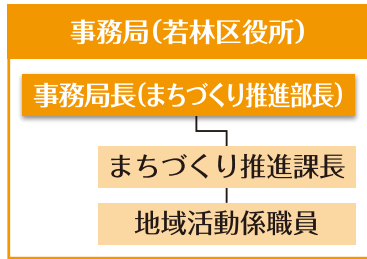 事務局（若林区役所）
事務局長（まちづくり推進部長）
まちづくり推進課長
地域活動係職員